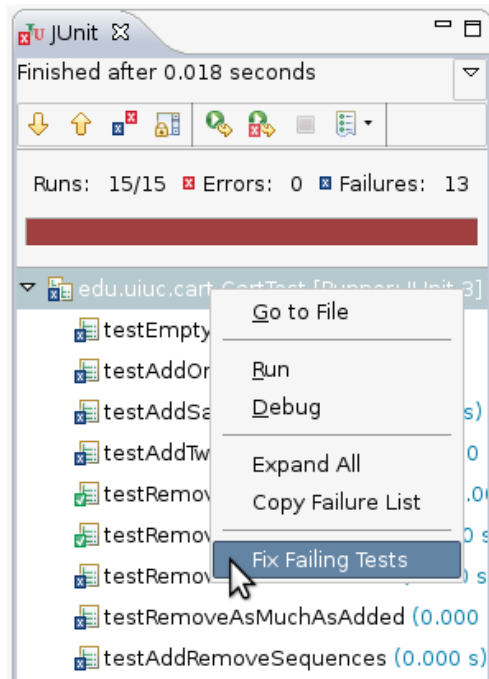 JUnit
Finished after 0.018 seconds
Runs: 15/15 Errors: 0 Failures: 13
edu.uiuc.cart.CartTest [Runner: JUnit 3]
Go to File
testEmpty
testAddOr
Run
Debug
testAddSa s)
testAddTw 0
Expand All
testRemov .00
Copy Failure List
testRemov 0 s
Fix Failing Tests
testRemov s
testRemoveAsMuchAsAdded (0.000
testAddRemoveSequences (0.000 s)